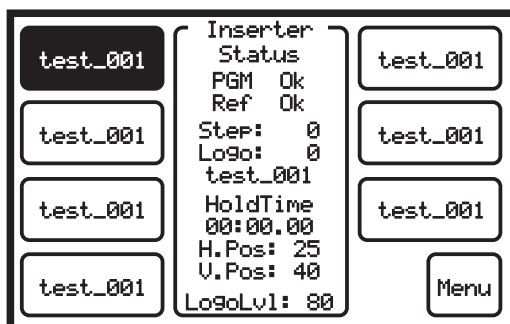 test_001
test_001
test_001
test_001
Inserter
Status
PGM Ok
Ref Ok
Step: 0
Logo: 0
test_001
HoldTime
00:00.00
H.Pos: 25
V.Pos: 40
LogoLvl: 80
test_001
test_001
test_001
Menu